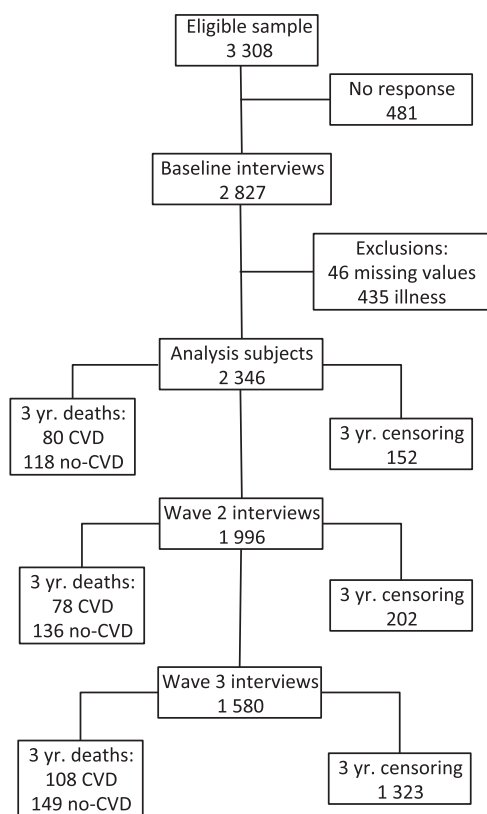 Eligible sample
3 308
No response
481
Baseline interviews
2 827
Exclusions:
46 missing values
435 illness
Analysis subjects
2 346
3 yr. deaths:
80 CVD
118 no-CVD
3 yr. censoring
152
Wave 2 interviews
1 996
3 yr. deaths:
78 CVD
136 no-CVD
3 yr. censoring
202
Wave 3 interviews
1 580
3 yr. deaths:
108 CVD
149 no-CVD
3 yr. censoring
1 323